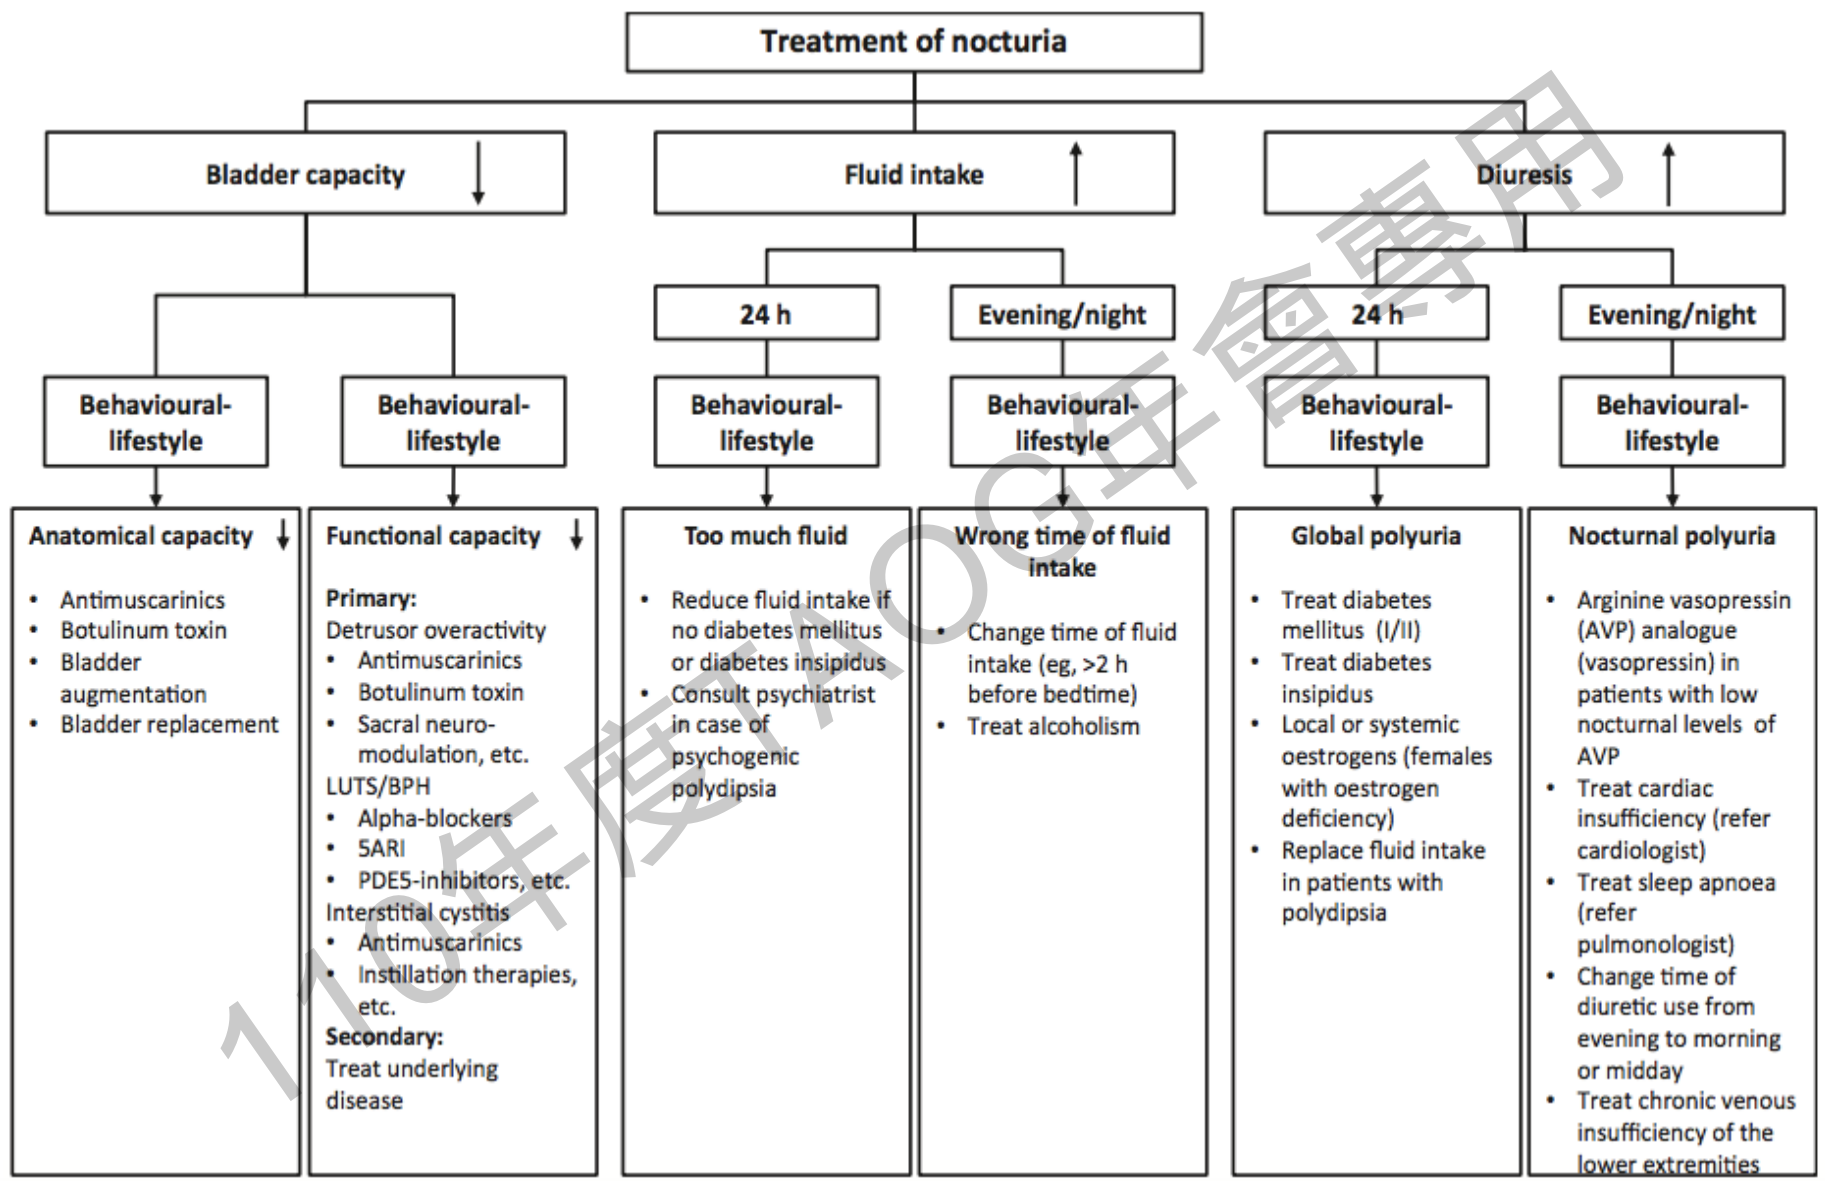 Treatment of nocturia
Bladder capacity ↓
Fluid intake ↑
Diuresis ↑
24 h
Evening/night
24 h
Evening/night
Behavioural-
lifestyle
Behavioural-
lifestyle
Behavioural-
lifestyle
Behavioural-
lifestyle
Behavioural-
lifestyle
Behavioural-
lifestyle
Anatomical capacity ↓
• Antimuscarinics
• Botulinum toxin
• Bladder
augmentation
• Bladder replacement
Functional capacity ↓
Primary:
Detrusor overactivity
• Antimuscarinics
• Botulinum toxin
• Sacral neuro-
modulation, etc.
LUTS/BPH
• Alpha-blockers
• 5ARI
• PDE5-inhibitors, etc.
Interstitial cystitis
• Antimuscarinics
• Instillation therapies,
etc.
Secondary:
Treat underlying
disease
Too much fluid
• Reduce fluid intake if
no diabetes mellitus
or diabetes insipidus
• Consult psychiatrist
in case of
psychogenic
polydipsia
Wrong time of fluid
intake
• Change time of fluid
intake (eg, >2 h
before bedtime)
• Treat alcoholism
Global polyuria
• Treat diabetes
mellitus (I/II)
• Treat diabetes
insipidus
• Local or systemic
oestrogens (females
with oestrogen
deficiency)
• Replace fluid intake
in patients with
polydipsia
Nocturnal polyuria
• Arginine vasopressin
(AVP) analogue
(vasopressin) in
patients with low
nocturnal levels of
AVP
• Treat cardiac
insufficiency (refer
cardiologist)
• Treat sleep apnoea
(refer
pulmonologist)
• Change time of
diuretic use from
evening to morning
or midday
• Treat chronic venous
insufficiency of the
lower extremities
110年度TAOG年會專用